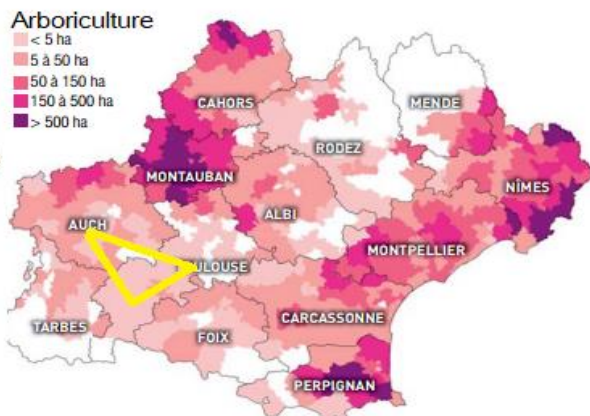 Arboriculture
< 5 ha
5 à 50 ha
50 à 150 ha
150 à 500 ha
> 500 ha
CAHORS
MENDE
RODEZ
MONTAUBAN
NÎMES
ALBI
AUCH
MONTPELLIER
ULOUSE
CARCASSONNE
TARBES
FOIX
PERPIGNAN